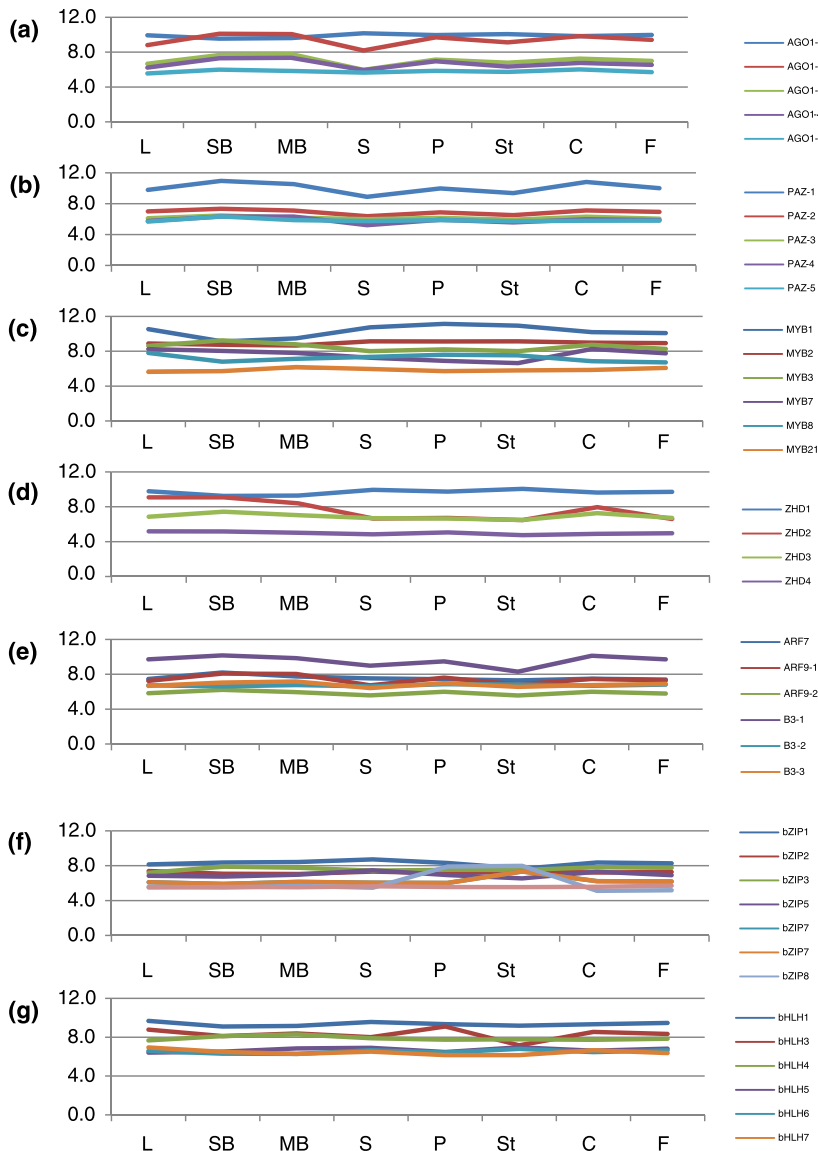 (a)
12.0
8.0
4.0
0.0
L SB MB S P St C F
AGO1-
AGO1-
AGO1-
AGO1-
AGO1-
(b)
12.0
8.0
4.0
0.0
L SB MB S P St C F
PAZ-1
PAZ-2
PAZ-3
PAZ-4
PAZ-5
(c)
12.0
8.0
4.0
0.0
L SB MB S P St C F
MYB1
MYB2
MYB3
MYB7
MYB8
MYB21
(d)
12.0
8.0
4.0
0.0
L SB MB S P St C F
ZHD1
ZHD2
ZHD3
ZHD4
(e)
12.0
8.0
4.0
0.0
L SB MB S P St C F
ARF7
ARF9-1
ARF9-2
B3-1
B3-2
B3-3
(f)
12.0
8.0
4.0
0.0
L SB MB S P St C F
bZIP1
bZIP2
bZIP3
bZIP5
bZIP7
bZIP7
bZIP8
(g)
12.0
8.0
4.0
0.0
L SB MB S P St C F
bHLH1
bHLH3
bHLH4
bHLH5
bHLH6
bHLH7